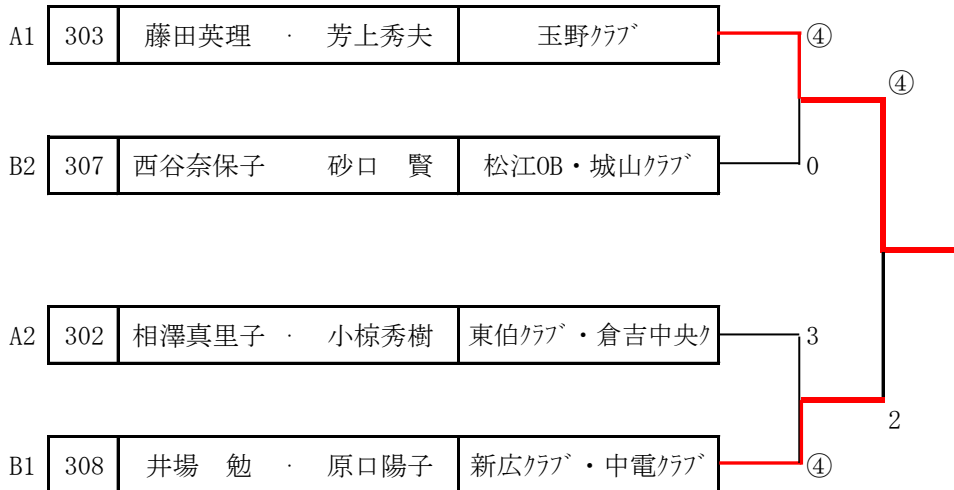 A1 303 藤田英理 ・ 芳上秀夫 玉野ｸﾗﾌﾞ ④
④
B2 307 西谷奈保子 砂口 賢 松江OB・城山ｸﾗﾌﾞ 0
A2 302 相澤真里子 ・ 小椋秀樹 東伯ｸﾗﾌﾞ・倉吉中央ｸ 3
2
B1 308 井場 勉 ・ 原口陽子 新広ｸﾗﾌﾞ・中電ｸﾗﾌﾞ ④